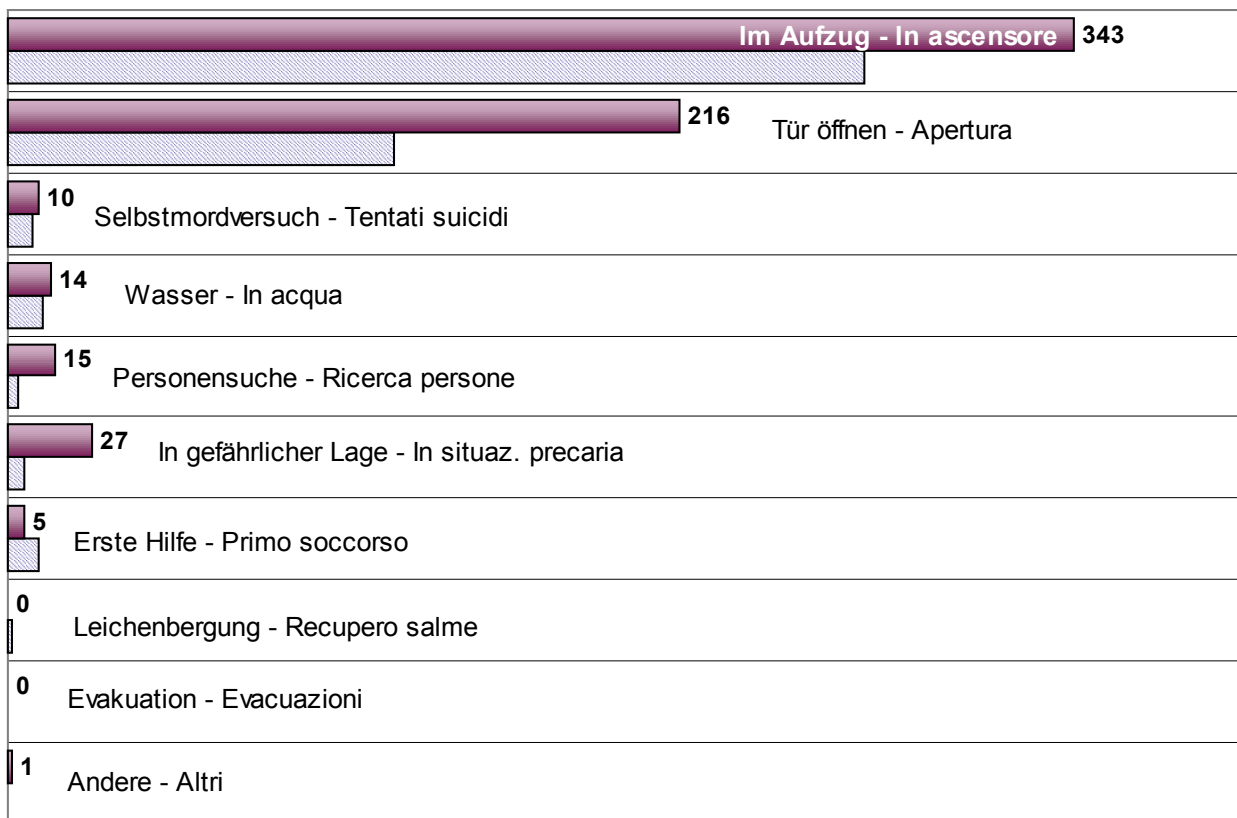 Im Aufzug - In ascensore 343
216 Tür öffnen - Apertura
10 Selbstmordversuch - Tentati suicidi
14 Wasser - In acqua
15 Personensuche - Ricerca persone
27 In gefährlicher Lage - In situaz. precaria
5 Erste Hilfe - Primo soccorso
0 Leichenbergung - Recupero salme
0 Evakuation - Evacuazioni
1 Andere - Altri